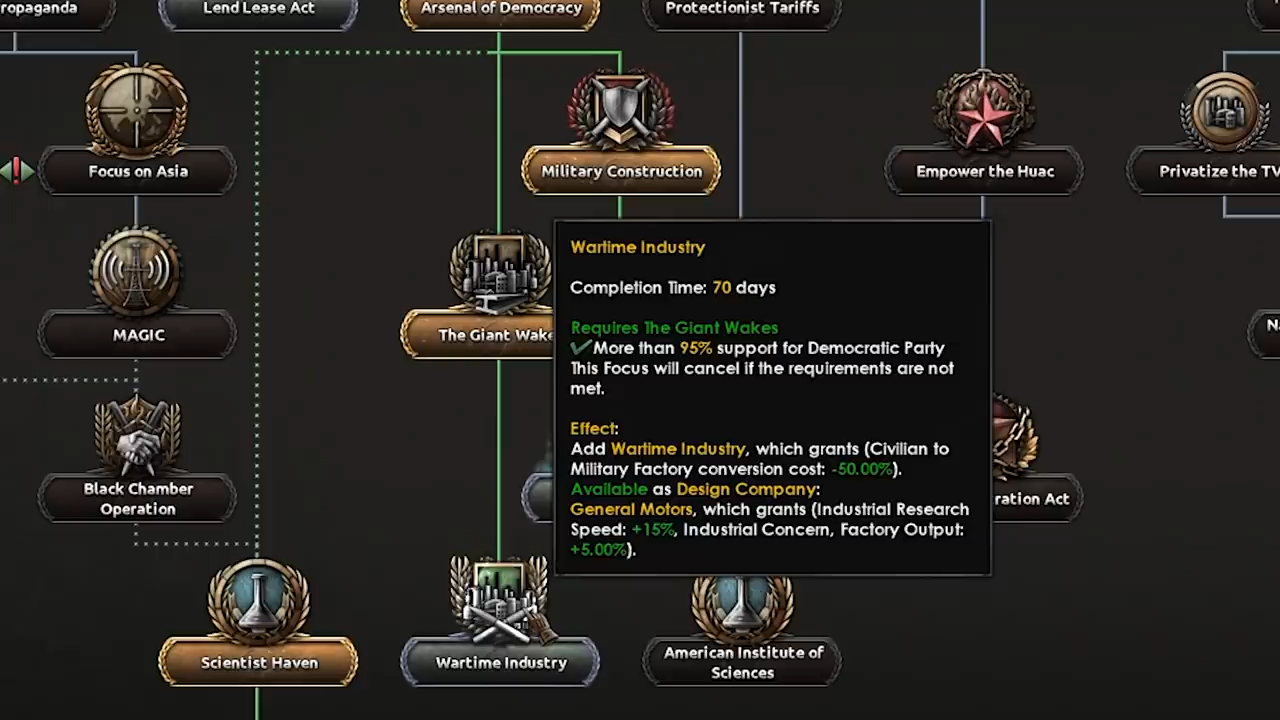 ropaganda
Lend Lease Act
Arsenal of Democracy
Protectionist Tariffs
Focus on Asia
Military Construction
Empower the Huac
Privatize the TV
MAGIC
The Giant Wake
Wartime Industry
Completion Time: 70 days
Requires The Giant Wakes
More than 95% support for Democratic Party
This Focus will cancel if the requirements are not
met.
Effect:
Add Wartime Industry, which grants (Civilian to
Military Factory conversion cost: -50.00%).
Available as Design Company:
General Motors, which grants (Industrial Research
Speed: +15%, Industrial Concern, Factory Output:
+5.00%).
N
Black Chamber
Operation
ration Act
Scientist Haven
Wartime Industry
American Institute of
Sciences